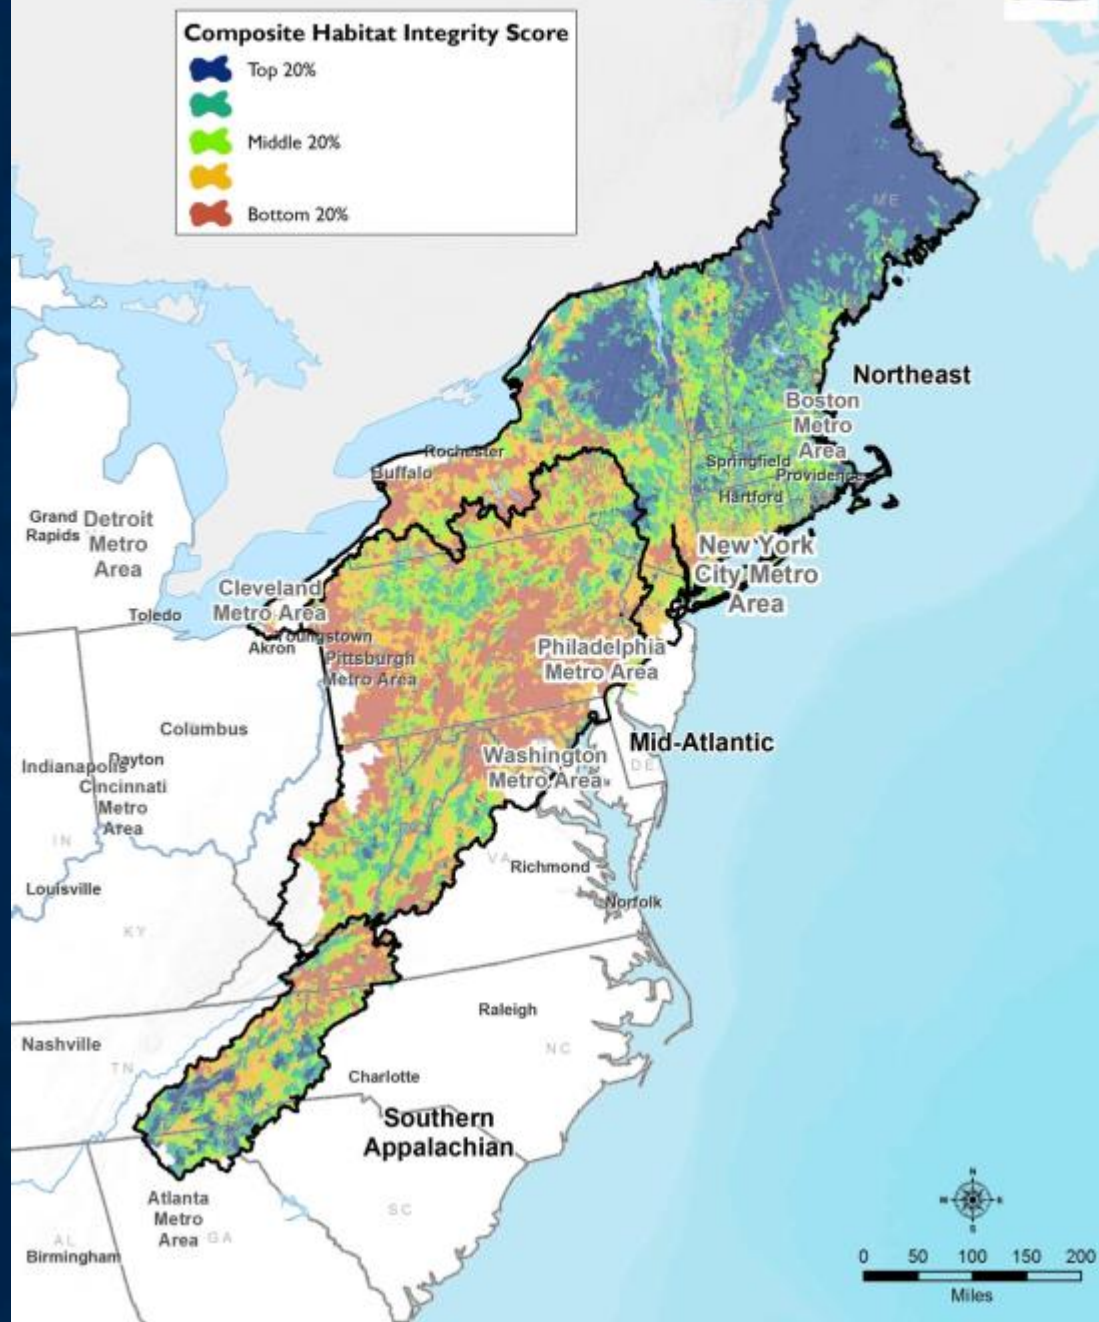 Composite Habitat Integrity Score
Top 20%
Middle 20%
Bottom 20%
ME
Northeast
Boston
Metro
Area
Rochester
Buffalo
Springfield
Providence
Hartford
Grand
Rapids
Detroit
Metro
Area
New York
City Metro
Area
Cleveland
Metro Area
Toledo
Akron
Youngstown
Pittsburgh
Metro Area
Philadelphia
Metro Area
Columbus
Mid-Atlantic
Washington
Metro Area
DE
Indianapolis
Dayton
Cincinnati
Metro
Area
IN
VA
Richmond
Louisville
Norfolk
KY
Raleigh
Nashville
NC
TN
Charlotte
Southern
Appalachian
Atlanta
Metro
Area
SC
GA
AL
Birmingham
N
W
E
S
0 50 100 150 200
Miles